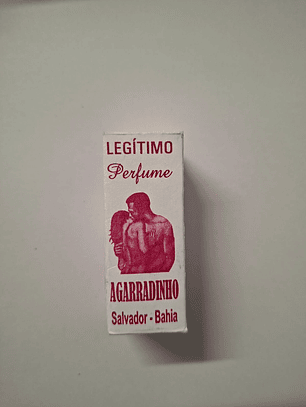 LEGÍTIMO
Perfume
AGARRADINHO
Salvador - Bahia